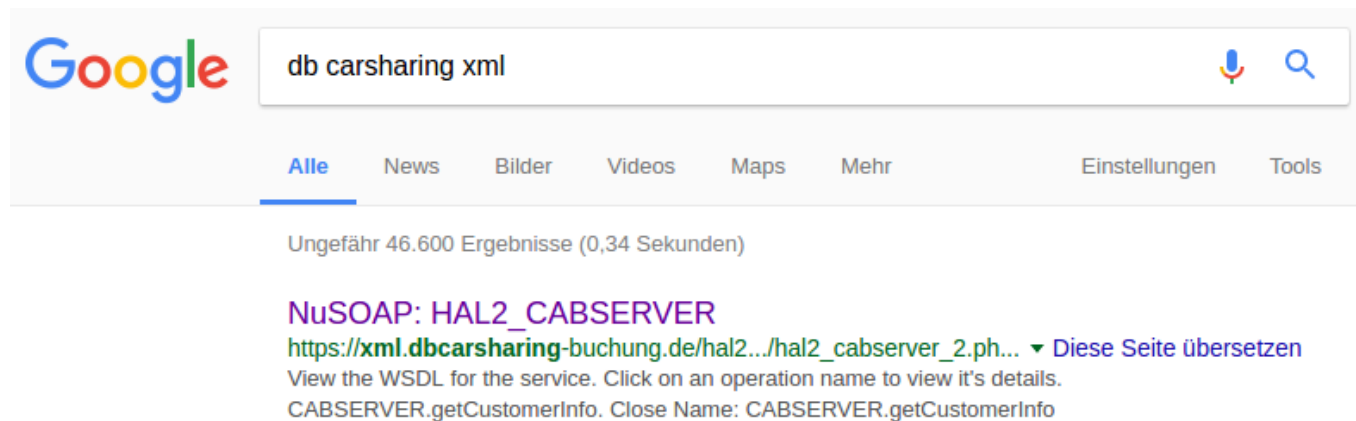 Google
db carsharing xml
Alle News Bilder Videos Maps Mehr Einstellungen Tools
Ungefähr 46.600 Ergebnisse (0,34 Sekunden)
NuSOAP: HAL2_CABSERVER
https://xml.dbcarsharing-buchung.de/hal2.../hal2_cabserver_2.ph... Diese Seite übersetzen
View the WSDL for the service. Click on an operation name to view it's details.
CABSERVER.getCustomerInfo. Close Name: CABSERVER.getCustomerInfo